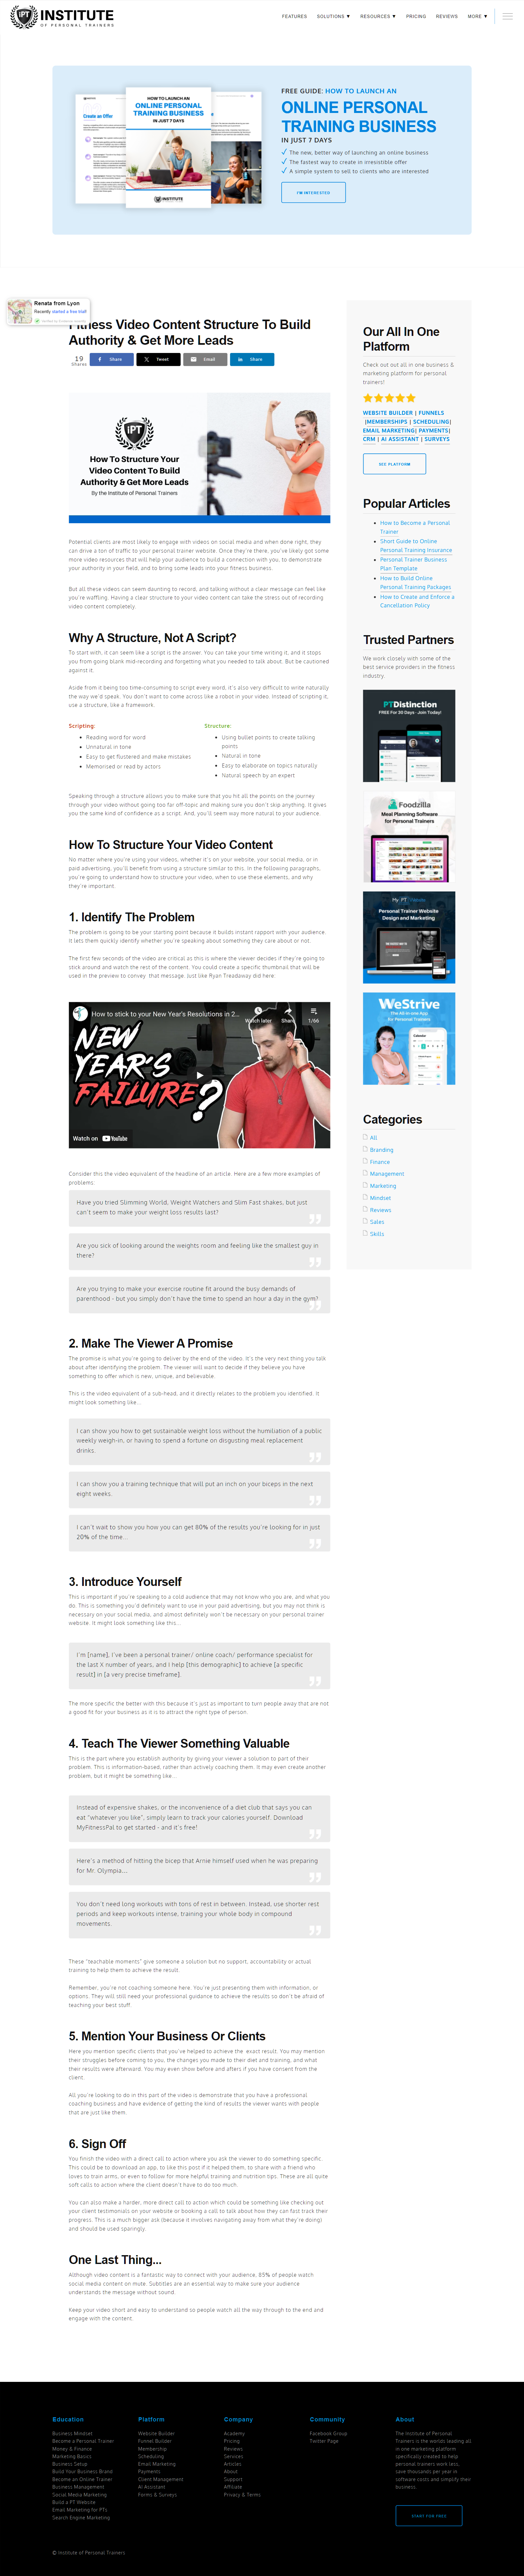 IPT INSTITUTE
OF PERSONAL TRAINERS
FEATURES
SOLUTIONS ▼
RESOURCES ▼
PRICING
REVIEWS
MORE ▼
Create an Offer
HOW TO LAUNCH AN
ONLINE PERSONAL
TRAINING BUSINESS
IN JUST 7 DAYS
INSTITUTE
FREE GUIDE: HOW TO LAUNCH AN
ONLINE PERSONAL
TRAINING BUSINESS
IN JUST 7 DAYS
✓ The new, better way of launching an online business
✓ The fastest way to create in irresistible offer
✓ A simple system to sell to clients who are interested
I'M INTERESTED
Renata from Lyon
Recently started a free trial!
Fitness Video Content Structure To Build
Authority & Get More Leads
19
Shares
Share
Tweet
Email
Share
IPT
How To Structure Your
Video Content To Build
Authority & Get More Leads
By the Institute of Personal Trainers
Potential clients are most likely to engage with videos on social media and when done right, they
can drive a ton of traffic to your personal trainer website. Once they're there, you've likely got some
more video resources that will help your audience to build a connection with you, to demonstrate
how you solve their problem, and to bring some leads into your fitness business.
But all these videos can seem daunting to record, and talking without a clear message can feel like
you're waffling. Having a clear structure to your video content can take the stress out of recording
video content completely.
Why A Structure, Not A Script?
To start with, it can seem like a script is the answer. You can take your time writing it, and it stops
you from going blank mid-recording and forgetting what you needed to talk about. But be cautioned
against it.
Aside from it being too time-consuming to script every word, it's also very difficult to write naturally
the way we'd speak. You don't want to come across like a robot in your video. Instead of scripting it,
use a structure, like a framework.
Scripting:
Reading word for word
Unnatural in tone
Easy to get flustered and make mistakes
Memorised or read by actors
Structure:
Using bullet points to create talking
points
Natural in tone
Easy to elaborate on topics naturally
Natural speech by an expert
Speaking through a structure allows you to make sure that you hit all the points on the journey
through your video without going too far off-topic and making sure you don't skip anything. It gives
you the same kind of confidence as a script. And, you'll seem way more natural to your audience.
How To Structure Your Video Content
No matter where you're using your videos, whether it's on your website, your social media, or in
paid advertising, you'll benefit from using a structure similar to this. In the following paragraphs,
you're going to understand how to structure your video, when to use these elements, and why
they're important.
1. Identify The Problem
The problem is going to be your starting point because it builds instant rapport with your audience.
It lets them quickly identify whether you're speaking about something they care about or not.
The first few seconds of the video are critical as this is where the viewer decides if they're going to
stick around and watch the rest of the content. You could create a specific thumbnail that will be
used in the preview to convey that message. Just like Ryan Treadaway did here:
How to stick to your New Year's Resolutions in 2...
Watch later
Share
1/66
NEW
YEAR'S
FAILURE?
Watch on YouTube
Consider this the video equivalent of the headline of an article. Here are a few more examples of
problems:
Have you tried Slimming World, Weight Watchers and Slim Fast shakes, but just
can't seem to make your weight loss results last?
Are you sick of looking around the weights room and feeling like the smallest guy in
there?
Are you trying to make your exercise routine fit around the busy demands of
parenthood - but you simply don't have the time to spend an hour a day in the gym?
2. Make The Viewer A Promise
The promise is what you're going to deliver by the end of the video. It's the very next thing you talk
about after identifying the problem. The viewer will want to decide if they believe you have
something to offer which is new, unique, and believable.
This is the video equivalent of a sub-head, and it directly relates to the problem you identified. It
might look something like...
I can show you how to get sustainable weight loss without the humiliation of a public
weekly weigh-in, or having to spend a fortune on disgusting meal replacement
drinks.
I can show you a training technique that will put an inch on your biceps in the next
eight weeks.
I can't wait to show you how you can get 80% of the results you're looking for in just
20% of the time...
3. Introduce Yourself
This is important if you're speaking to a cold audience that may not know who you are, and what you
do. This is something you'd definitely want to use in your paid advertising, but you may not think is
necessary on your social media, and almost definitely won't be necessary on your personal trainer
website. It might look something like this...
I'm [name], I've been a personal trainer/ online coach/ performance specialist for
the last X number of years, and I help [this demographic] to achieve [a specific
result] in [a very precise timeframe].
The more specific the better with this because it's just as important to turn people away that are not
a good fit for your business as it is to attract the right type of person.
4. Teach The Viewer Something Valuable
This is the part where you establish authority by giving your viewer a solution to part of their
problem. This is information-based, rather than actively coaching them. It may even create another
problem, but it might be something like...
Instead of expensive shakes, or the inconvenience of a diet club that says you can
eat "whatever you like", simply learn to track your calories yourself. Download
MyFitnessPal to get started - and it's free!
Here's a method of hitting the bicep that Arnie himself used when he was preparing
for Mr. Olympia...
You don't need long workouts with tons of rest in between. Instead, use shorter rest
periods and keep workouts intense, training your whole body in compound
movements.
These "teachable moments" give someone a solution but no support, accountability or actual
training to help them to achieve the result.
Remember, you're not coaching someone here. You're just presenting them with information, or
options. They will still need your professional guidance to achieve the results so don't be afraid of
teaching your best stuff.
5. Mention Your Business Or Clients
Here you mention specific clients that you've helped to achieve the exact result. You may mention
their struggles before coming to you, the changes you made to their diet and training, and what
their results were afterward. You may even show before and afters if you have consent from the
client.
All you're looking to do in this part of the video is demonstrate that you have a professional
coaching business and have evidence of getting the kind of results the viewer wants with people
that are just like them.
6. Sign Off
You finish the video with a direct call to action where you ask the viewer to do something specific.
This could be to download an app, to like this post if it helped them, to share with a friend who
loves to train arms, or even to follow for more helpful training and nutrition tips. These are all quite
soft calls to action where the client doesn't have to do too much.
You can also make a harder, more direct call to action which could be something like checking out
your client testimonials on your website or booking a call to talk about how they can fast track their
progress. This is a much bigger ask (because it involves navigating away from what they're doing)
and should be used sparingly.
One Last Thing...
Although video content is a fantastic way to connect with your audience, 85% of people watch
social media content on mute. Subtitles are an essential way to make sure your audience
understands the message without sound.
Keep your video short and easy to understand so people watch all the way through to the end and
engage with the content.
Our All In One
Platform
Check out out all in one business &
marketing platform for personal
trainers!
WEBSITE BUILDER | FUNNELS
|MEMBERSHIPS | SCHEDULING|
EMAIL MARKETING| PAYMENTS|
CRM | AI ASSISTANT | SURVEYS
SEE PLATFORM
Popular Articles
How to Become a Personal
Trainer
Short Guide to Online
Personal Training Insurance
Personal Trainer Business
Plan Template
How to Build Online
Personal Training Packages
How to Create and Enforce a
Cancellation Policy
Trusted Partners
We work closely with some of the
best service providers in the fitness
industry.
PTDistinction
FREE For 30 Days - Join Today!
Foodzilla
Meal Planning Software
for Personal Trainers
My PT Website
Personal Trainer Website
Design and Marketing
WeStrive
The All-in-One App
for Personal Trainers
Categories
All
Branding
Finance
Management
Marketing
Mindset
Reviews
Sales
Skills
Education
Business Mindset
Become a Personal Trainer
Money & Finance
Marketing Basics
Business Setup
Build Your Business Brand
Become an Online Trainer
Business Management
Social Media Marketing
Build a PT Website
Email Marketing for PTs
Search Engine Marketing
Platform
Website Builder
Funnel Builder
Membership
Scheduling
Email Marketing
Payments
Client Management
AI Assistant
Forms & Surveys
Company
Academy
Pricing
Reviews
Services
Articles
About
Support
Affiliate
Privacy & Terms
Community
Facebook Group
Twitter Page
About
The Institute of Personal
Trainers is the worlds leading all
in one marketing platform
specifically created to help
personal trainers work less,
save thousands per year in
software costs and simplify their
business.
START FOR FREE
© Institute of Personal Trainers